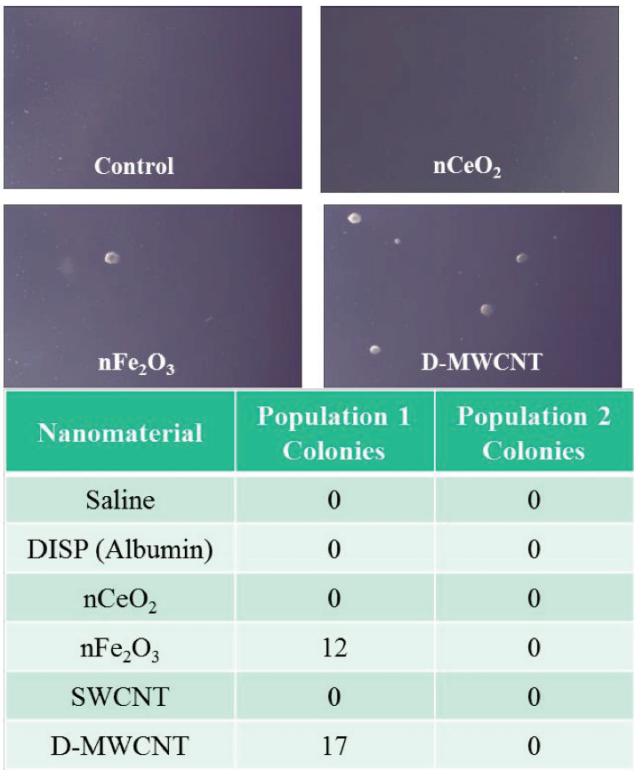 Control
nCeO₂
nFe₂O₃
D-MWCNT
Nanomaterial
Population 1
Colonies
Population 2
Colonies
Saline 0 0
DISP (Albumin) 0 0
nCeO₂ 0 0
nFe₂O₃ 12 0
SWCNT 0 0
D-MWCNT 17 0